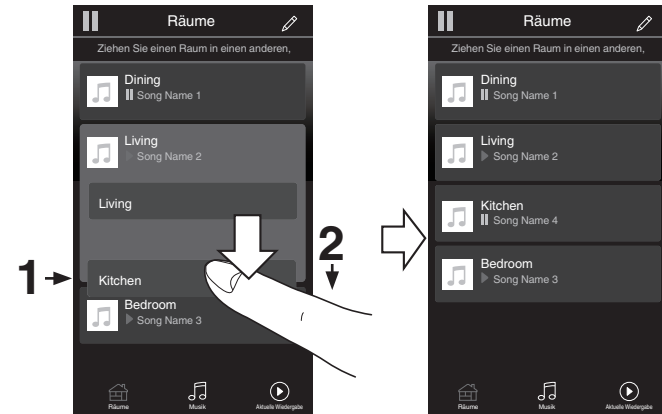 Räume
Ziehen Sie einen Raum in einen anderen,
Dining
Song Name 1
Living
Song Name 2
Living
Kitchen
Bedroom
Song Name 3
Räume
Musik
Aktuelle Wiedergabe
1
2
Räume
Ziehen Sie einen Raum in einen anderen,
Dining
Song Name 1
Living
Song Name 2
Kitchen
Song Name 4
Bedroom
Song Name 3
Räume
Musik
Aktuelle Wiedergabe